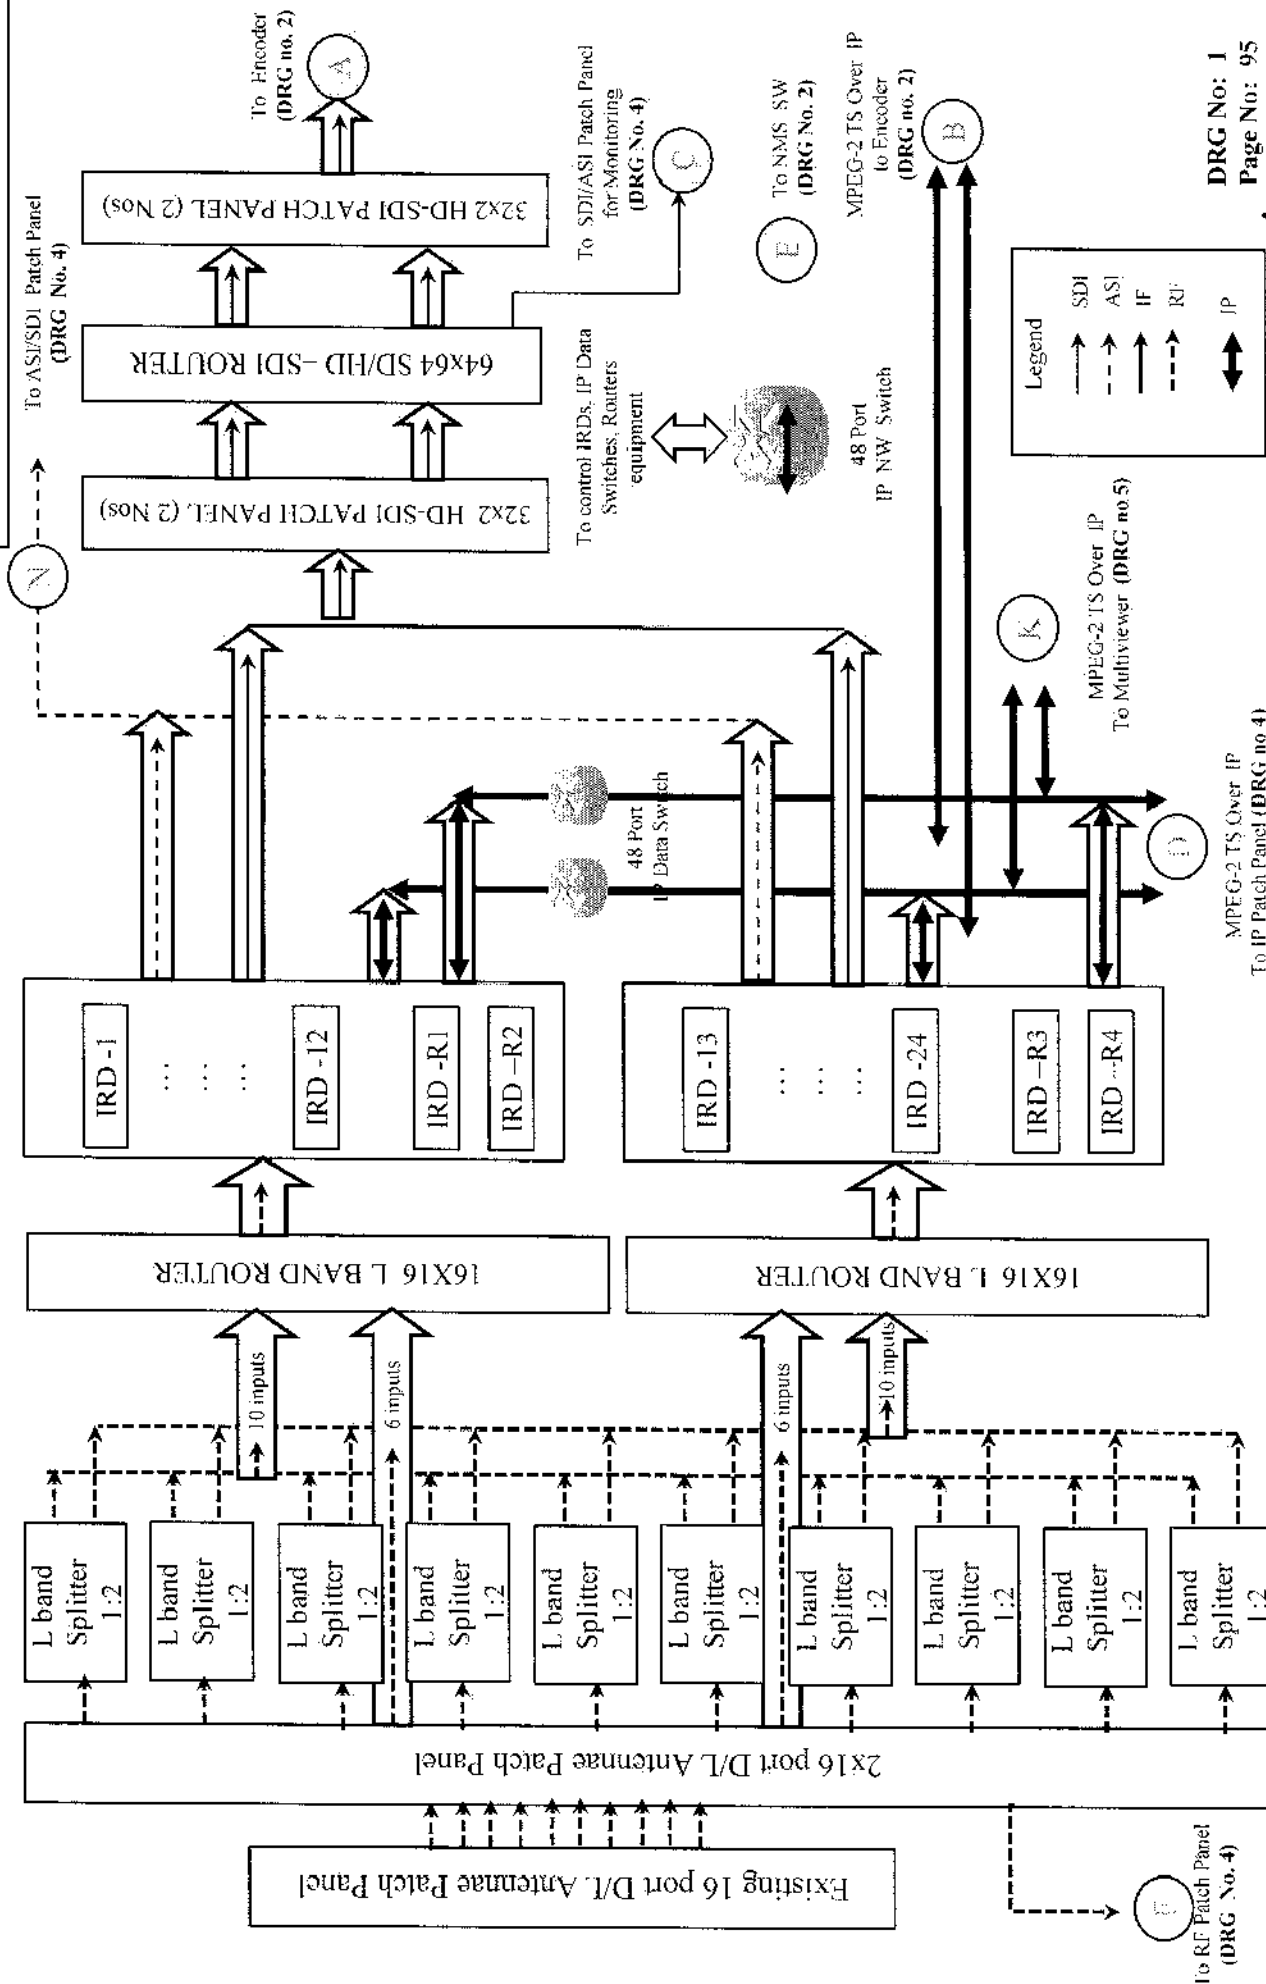 Existing 16 port D/L Antennae Patch Panel
2x16 port D/L Antennae Patch Panel
To RF Patch Panel
(DRG No. 4)
F
L band
Splitter
1:2
L band
Splitter
1:2
L band
Splitter
1:2
L band
Splitter
1:2
L band
Splitter
1:2
L band
Splitter
1:2
L band
Splitter
1:2
L band
Splitter
1:2
L band
Splitter
1:2
L band
Splitter
1:2
10 inputs
6 inputs
6 inputs
10 inputs
16X16 L BAND ROUTER
16X16 L BAND ROUTER
IRD -1
...
...
...
IRD -12
IRD -R1
IRD –R2
IRD -13
...
...
...
IRD -24
IRD –R3
IRD –R4
48 Port
IP Data Switch
N
To ASI/SDI Patch Panel
(DRG No. 4)
32x2 HD-SDI PATCH PANEL (2 Nos)
64x64 SD/HD –SDI ROUTER
32x2 HD-SDI PATCH PANEL (2 Nos)
To Encoder
(DRG no. 2)
A
To SDI/ASI Patch Panel
for Monitoring
(DRG No. 4)
C
To control IRDs, IP Data
Switches, Routers
equipment
48 Port
IP NW Switch
E
To NMS SW
(DRG No.2)
MPEG-2 TS Over IP
to Encoder
(DRG no. 2)
B
K
MPEG-2 TS Over IP
To Multiviewer (DRG no.5)
D
MPEG-2 TS Over IP
To IP Patch Panel (DRG no 4)
Legend
SDI
ASI
IF
RF
IP
DRG No: 1
Page No: 95